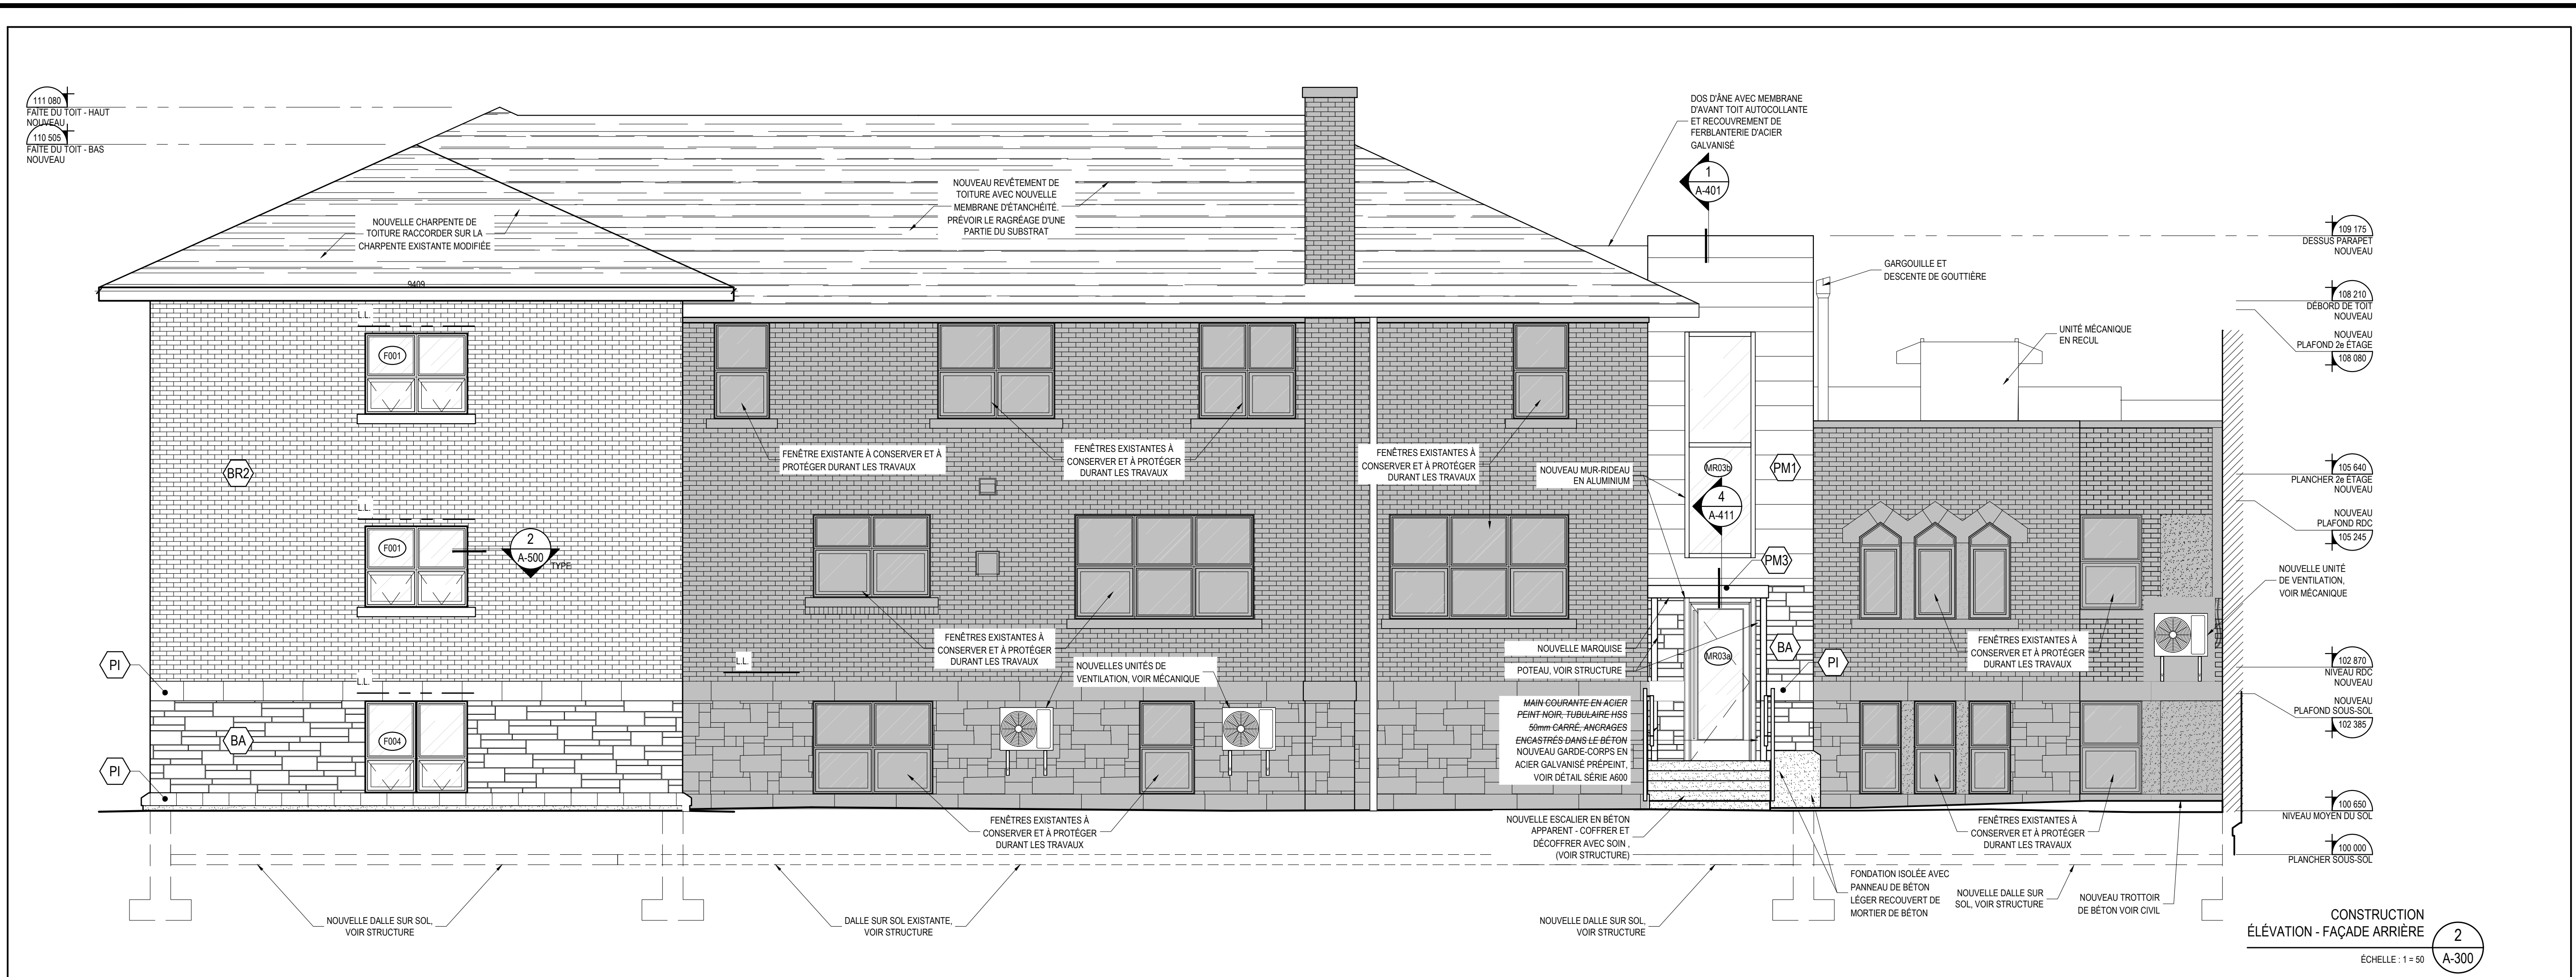 111 080
FAÎTE DU TOIT - HAUT
NOUVEAU
110 505
FAÎTE DU TOIT - BAS
NOUVEAU
NOUVELLE CHARPENTE DE
TOITURE RACCORDER SUR LA
CHARPENTE EXISTANTE MODIFIÉE
9409
NOUVEAU REVÊTEMENT DE
TOITURE AVEC NOUVELLE
MEMBRANE D'ÉTANCHÉITÉ.
PRÉVOIR LE RAGRÉAGE D'UNE
PARTIE DU SUBSTRAT
DOS D'ÂNE AVEC MEMBRANE
D'AVANT TOIT AUTOCOLLANTE
ET RECOUVREMENT DE
FERBLANTERIE D'ACIER
GALVANISÉ
1
A-401
GARGOUILLE ET
DESCENTE DE GOUTTIÈRE
UNITÉ MÉCANIQUE
EN RECUL
109 175
DESSUS PARAPET
NOUVEAU
108 210
DÉBORD DE TOIT
NOUVEAU
NOUVEAU
PLAFOND 2e ÉTAGE
108 080
L.L.
F001
BR2
L.L.
F001
2
A-500
TYPE
L.L.
PI
BA
F004
PI
FENÊTRE EXISTANTE À CONSERVER ET À
PROTÉGER DURANT LES TRAVAUX
FENÊTRES EXISTANTES À
CONSERVER ET À PROTÉGER
DURANT LES TRAVAUX
FENÊTRES EXISTANTES À
CONSERVER ET À PROTÉGER
DURANT LES TRAVAUX
NOUVEAU MUR-RIDEAU
EN ALUMINIUM
MR03b
PM1
4
A-411
PM3
105 640
PLANCHER 2e ÉTAGE
NOUVEAU
NOUVEAU
PLAFOND RDC
105 245
NOUVELLE UNITÉ
DE VENTILATION,
VOIR MÉCANIQUE
FENÊTRES EXISTANTES À
CONSERVER ET À PROTÉGER
DURANT LES TRAVAUX
L.L.
NOUVELLES UNITÉS DE
VENTILATION, VOIR MÉCANIQUE
NOUVELLE MARQUISE
POTEAU, VOIR STRUCTURE
MR03a
BA
PI
FENÊTRES EXISTANTES À
CONSERVER ET À PROTÉGER
DURANT LES TRAVAUX
102 870
NIVEAU RDC
NOUVEAU
NOUVEAU
PLAFOND SOUS-SOL
102 385
MAIN COURANTE EN ACIER
PEINT NOIR, TUBULAIRE HSS
50mm CARRÉ, ANCRAGES
ENCASTRÉS DANS LE BÉTON
NOUVEAU GARDE-CORPS EN
ACIER GALVANISÉ PRÉPEINT,
VOIR DÉTAIL SÉRIE A600
FENÊTRES EXISTANTES À
CONSERVER ET À PROTÉGER
DURANT LES TRAVAUX
NOUVELLE ESCALIER EN BÉTON
APPARENT - COFFRER ET
DÉCOFFRER AVEC SOIN ,
(VOIR STRUCTURE)
FENÊTRES EXISTANTES À
CONSERVER ET À PROTÉGER
DURANT LES TRAVAUX
100 650
NIVEAU MOYEN DU SOL
100 000
PLANCHER SOUS-SOL
NOUVELLE DALLE SUR SOL,
VOIR STRUCTURE
DALLE SUR SOL EXISTANTE,
VOIR STRUCTURE
NOUVELLE DALLE SUR SOL,
VOIR STRUCTURE
FONDATION ISOLÉE AVEC
PANNEAU DE BÉTON
LÉGER RECOUVERT DE
MORTIER DE BÉTON
NOUVELLE DALLE SUR
SOL, VOIR STRUCTURE
NOUVEAU TROTTOIR
DE BÉTON VOIR CIVIL
CONSTRUCTION
ÉLÉVATION - FAÇADE ARRIÈRE
ÉCHELLE : 1 = 50
2
A-300